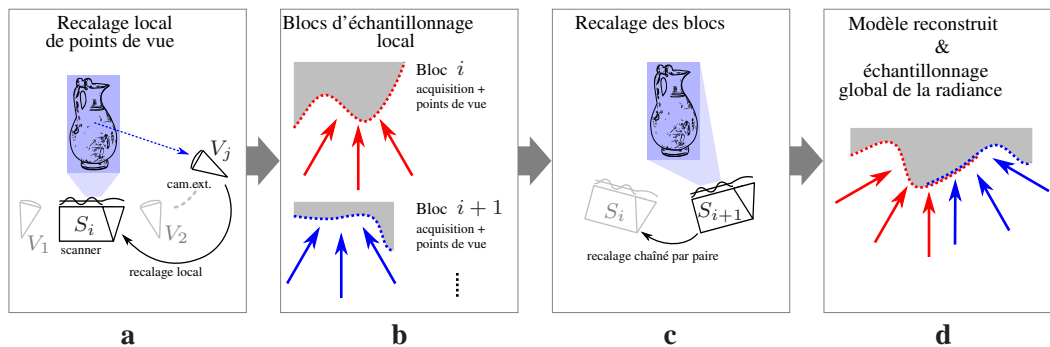 Recalage local
de points de vue
V_j
cam.ext.
V_1
S_i
V_2
scanner
recalage local
a
Blocs d'échantillonnage
local
Bloc i
acquisition +
points de vue
Bloc i + 1
acquisition +
points de vue
b
Recalage des blocs
S_i
S_{i+1}
recalage chaîné par paire
c
Modèle reconstruit
&
échantillonnage
global de la radiance
d